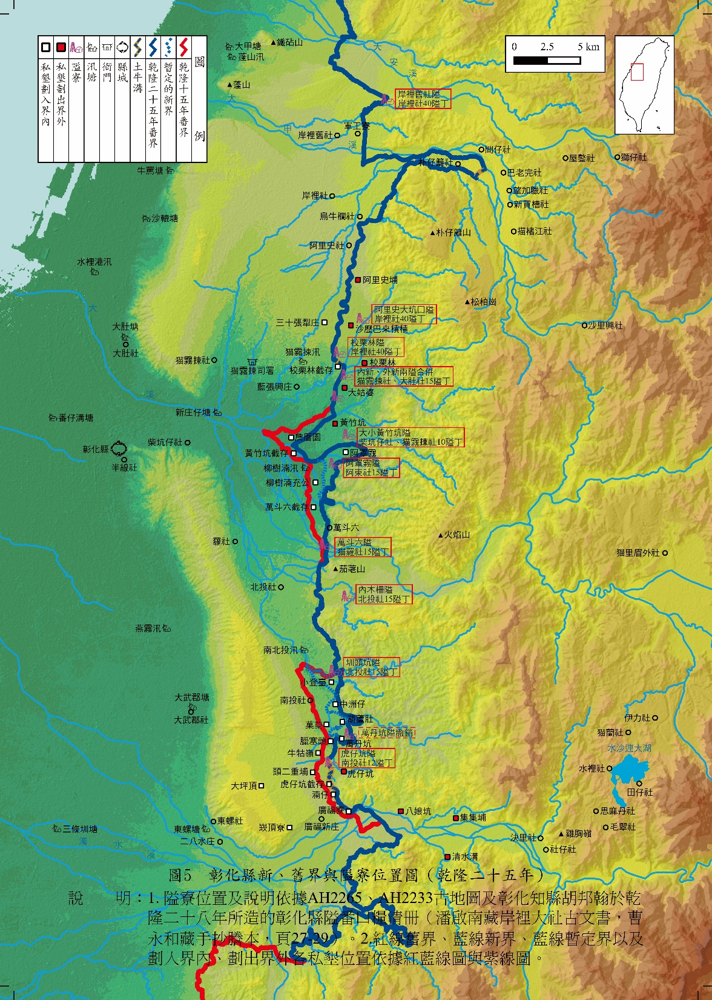 圖例
乾隆十五年番界
暫定的新界
乾隆二十五年番界
土牛溝
縣城
衙門
汛塘
隘寮
私墾劃出界外
私墾劃入界內
0 2.5 5 km
大甲塘
蓬山汛
鐵砧山
蓬山
大安溪
大甲溪
岸裡舊社隘
岸裡社40隘丁
軍工寮
岸裡舊社
問仔社
屋鏊社
獅仔社
朴仔籬社
巴老完社
牛罵塘
望加臘社
新買槽社
岸裡社
沙轆塘
烏牛欄社
朴仔籬山
猫楮江社
阿里史社
水裡港汛
阿里史埔
松柏崗
大
阿里史大坑口隘
岸裡社40隘丁
三十張犁庄
沙歷巴來積積
沙里興社
大肚塘
大肚社
校栗林隘
岸裡社40隘丁
猫霧捒汛
猫霧捒社
猫霧捒司署
校栗林截存
校栗林
內新、外新兩隘合併
猫霧捒社、大肚社15隘丁
藍張興庄
大姑婆
溪
新庄仔塘
番仔溝塘
黃竹坑
詹厝園
大小黃竹坑隘
柴坑仔社、猫霧捒社10隘丁
柴坑仔社
彰化縣
黃竹坑截存
阿罩霧
半線社
柳樹湳汛
阿罩霧隘
阿束社15隘丁
柳樹湳充公
萬斗六截存
萬斗六
火焰山
羅社
萬斗六隘
猫羅社15隘丁
猫里眉外社
茄荖山
北投社
內木柵隘
北投社15隘丁
燕霧汛
南北投汛
圳頭坑隘
北投社15隘丁
小登臺
大武郡塘
大武郡社
南投社
中洲仔
葫蘆肚
伊力社
萬丹坑隘撤銷
猫蘭社
臘塞頭
萬丹坑
水沙連大湖
牛牯嶺
虎仔坑隘
南投社12隘丁
水裡社
頭二重埔
虎仔坑
大坪頂
虎仔坑截存
田仔社
湳仔
廣福寮
八娘坑
思麻丹社
集集埔
東螺社
廣福新庄
三條圳塘
東螺塘
崁頂寮
毛翠社
雞胸嶺
二八水庄
決里社
社仔社
濁水溪
清水溝
圖5　彰化縣新、舊界與隘寮位置圖（乾隆二十五年）
說　明：1. 隘寮位置及說明依據AH2265、AH2233古地圖及彰化知縣胡邦翰於乾
隆二十八年所造的彰化縣隘番口糧清冊（潘啟南藏岸裡大社古文書，曹
永和藏手抄謄本，頁27-29）。2.紅線舊界、藍線新界、藍線暫定界以及
劃入界內、劃出界外各私墾位置依據紅藍線圖與紫線圖。